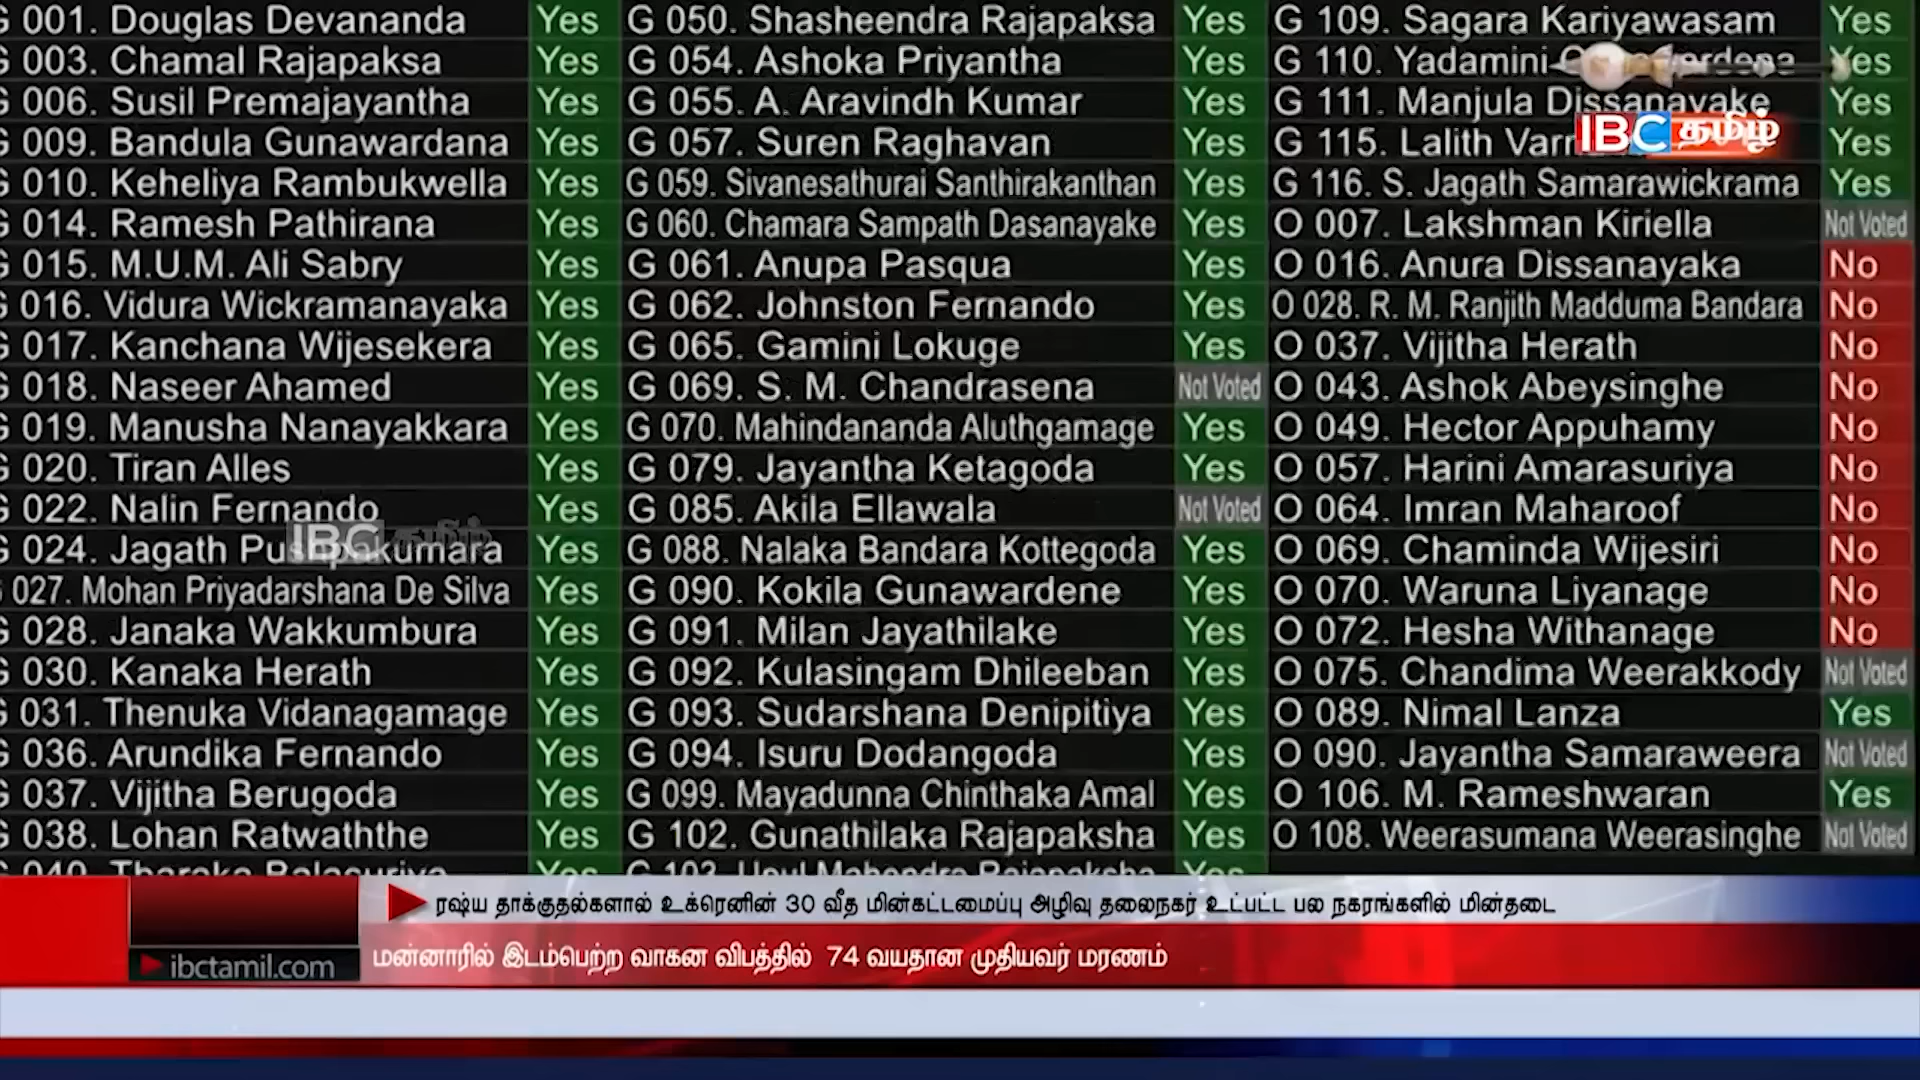 G 001. Douglas Devananda Yes
G 003. Chamal Rajapaksa Yes
G 006. Susil Premajayantha Yes
G 009. Bandula Gunawardana Yes
G 010. Keheliya Rambukwella Yes
G 014. Ramesh Pathirana Yes
G 015. M.U.M. Ali Sabry Yes
G 016. Vidura Wickramanayaka Yes
G 017. Kanchana Wijesekera Yes
G 018. Naseer Ahamed Yes
G 019. Manusha Nanayakkara Yes
G 020. Tiran Alles Yes
G 022. Nalin Fernando Yes
G 024. Jagath Pushpakumara Yes
G 027. Mohan Priyadarshana De Silva Yes
G 028. Janaka Wakkumbura Yes
G 030. Kanaka Herath Yes
G 031. Thenuka Vidanagamage Yes
G 036. Arundika Fernando Yes
G 037. Vijitha Berugoda Yes
G 038. Lohan Ratwaththe Yes
G 040. Tharaka Balasuriya Yes
G 050. Shasheendra Rajapaksa Yes
G 054. Ashoka Priyantha Yes
G 055. A. Aravindh Kumar Yes
G 057. Suren Raghavan Yes
G 059. Sivanesathurai Santhirakanthan Yes
G 060. Chamara Sampath Dasanayake Yes
G 061. Anupa Pasqua Yes
G 062. Johnston Fernando Yes
G 065. Gamini Lokuge Yes
G 069. S. M. Chandrasena Not Voted
G 070. Mahindananda Aluthgamage Yes
G 079. Jayantha Ketagoda Yes
G 085. Akila Ellawala Not Voted
G 088. Nalaka Bandara Kottegoda Yes
G 090. Kokila Gunawardene Yes
G 091. Milan Jayathilake Yes
G 092. Kulasingam Dhileeban Yes
G 093. Sudarshana Denipitiya Yes
G 094. Isuru Dodangoda Yes
G 099. Mayadunna Chinthaka Amal Yes
G 102. Gunathilaka Rajapaksha Yes
G 103. Upul Mahendra Rajapaksha Yes
G 109. Sagara Kariyawasam Yes
G 110. Yadamini Yes
G 111. Manjula Dissanayake Yes
G 115. Lalith Yes
G 116. S. Jagath Samarawickrama Yes
O 007. Lakshman Kiriella Not Voted
O 016. Anura Dissanayaka No
O 028. R. M. Ranjith Madduma Bandara No
O 037. Vijitha Herath No
O 043. Ashok Abeysinghe No
O 049. Hector Appuhamy No
O 057. Harini Amarasuriya No
O 064. Imran Maharoof No
O 069. Chaminda Wijesiri No
O 070. Waruna Liyanage No
O 072. Hesha Withanage No
O 075. Chandima Weerakkody Not Voted
O 089. Nimal Lanza Yes
O 090. Jayantha Samaraweera Not Voted
O 106. M. Rameshwaran Yes
O 108. Weerasumana Weerasinghe Not Voted
IBC தமிழ்
IBC தமிழ்
ரஷ்ய தாக்குதல்களால் உக்ரெனின் 30 வீத மின்கட்டமைப்பு அழிவு தலைநகர் உட்பட்ட பல நகரங்களில் மின்தடை
ibctamil.com
மன்னாரில் இடம்பெற்ற வாகன விபத்தில் 74 வயதான முதியவர் மரணம்